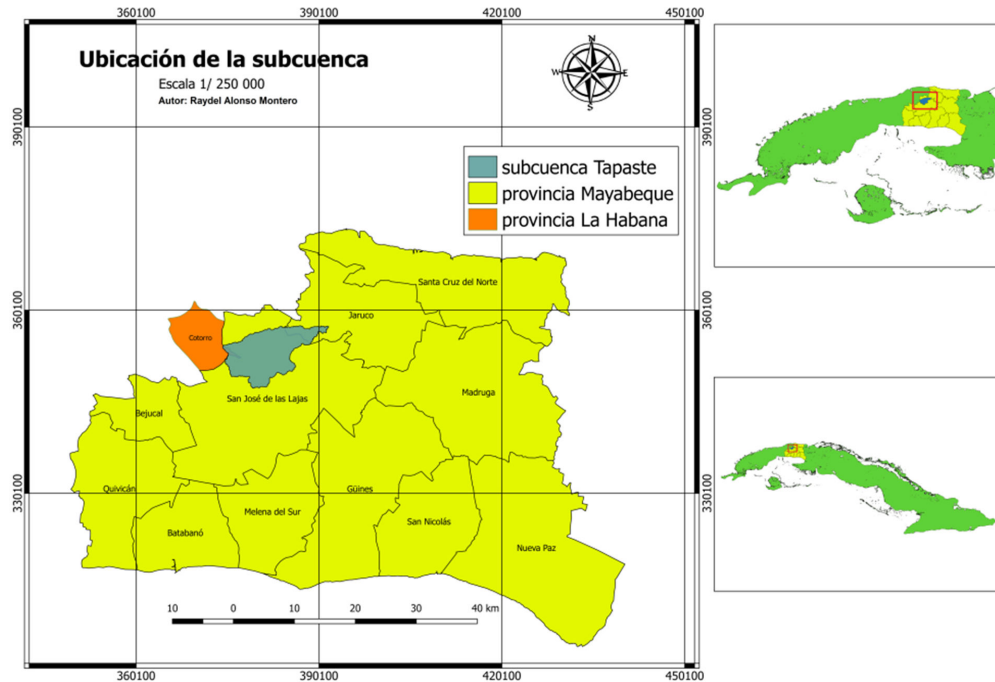 360100
390100
420100
450100
Ubicación de la subcuenca
Escala 1/ 250 000
Autor: Raydel Alonso Montero
N
W
E
S
390100
390100
subcuenca Tapaste
provincia Mayabeque
provincia La Habana
Santa Cruz del Norte
360100
360100
Jaruco
Cotorro
Madruga
San José de las Lajas
Bejucal
330100
330100
Quivicán
Güines
Melena del Sur
San Nicolás
Batabanó
Nueva Paz
10 0 10 20 30 40 km
360100
390100
420100
450100